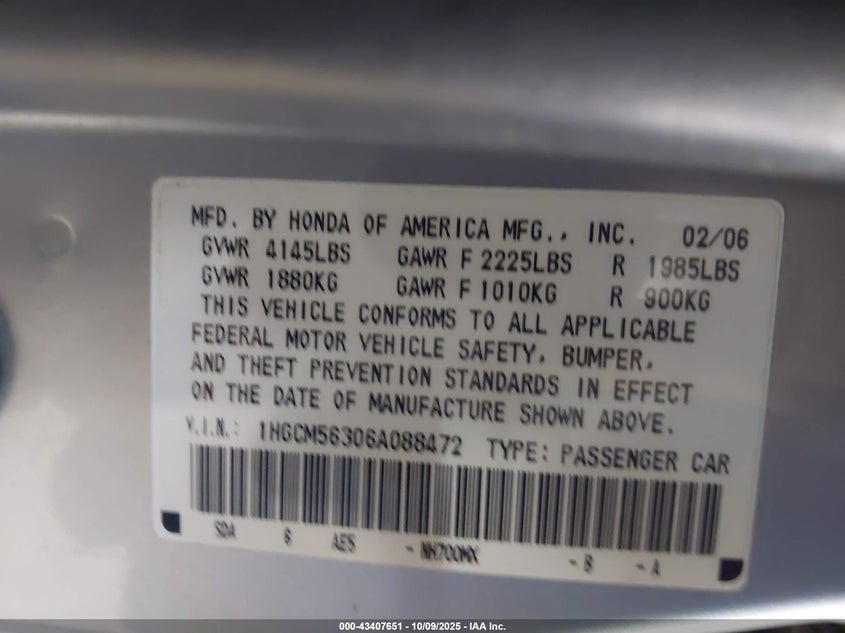 MFD. BY HONDA OF AMERICA MFG., INC. 02/06
GVWR 4145LBS GAWR F 2225LBS R 1985LBS
GVWR 1880KG GAWR F 1010KG R 900KG
THIS VEHICLE CONFORMS TO ALL APPLICABLE
FEDERAL MOTOR VEHICLE SAFETY, BUMPER,
AND THEFT PREVENTION STANDARDS IN EFFECT
ON THE DATE OF MANUFACTURE SHOWN ABOVE.
V.I.N.: 1HGCM56306A088472 TYPE: PASSENGER CAR
SDA 6 AE5 -NH700MX -B -A
000-43407651 - 10/09/2025 - IAA Inc.